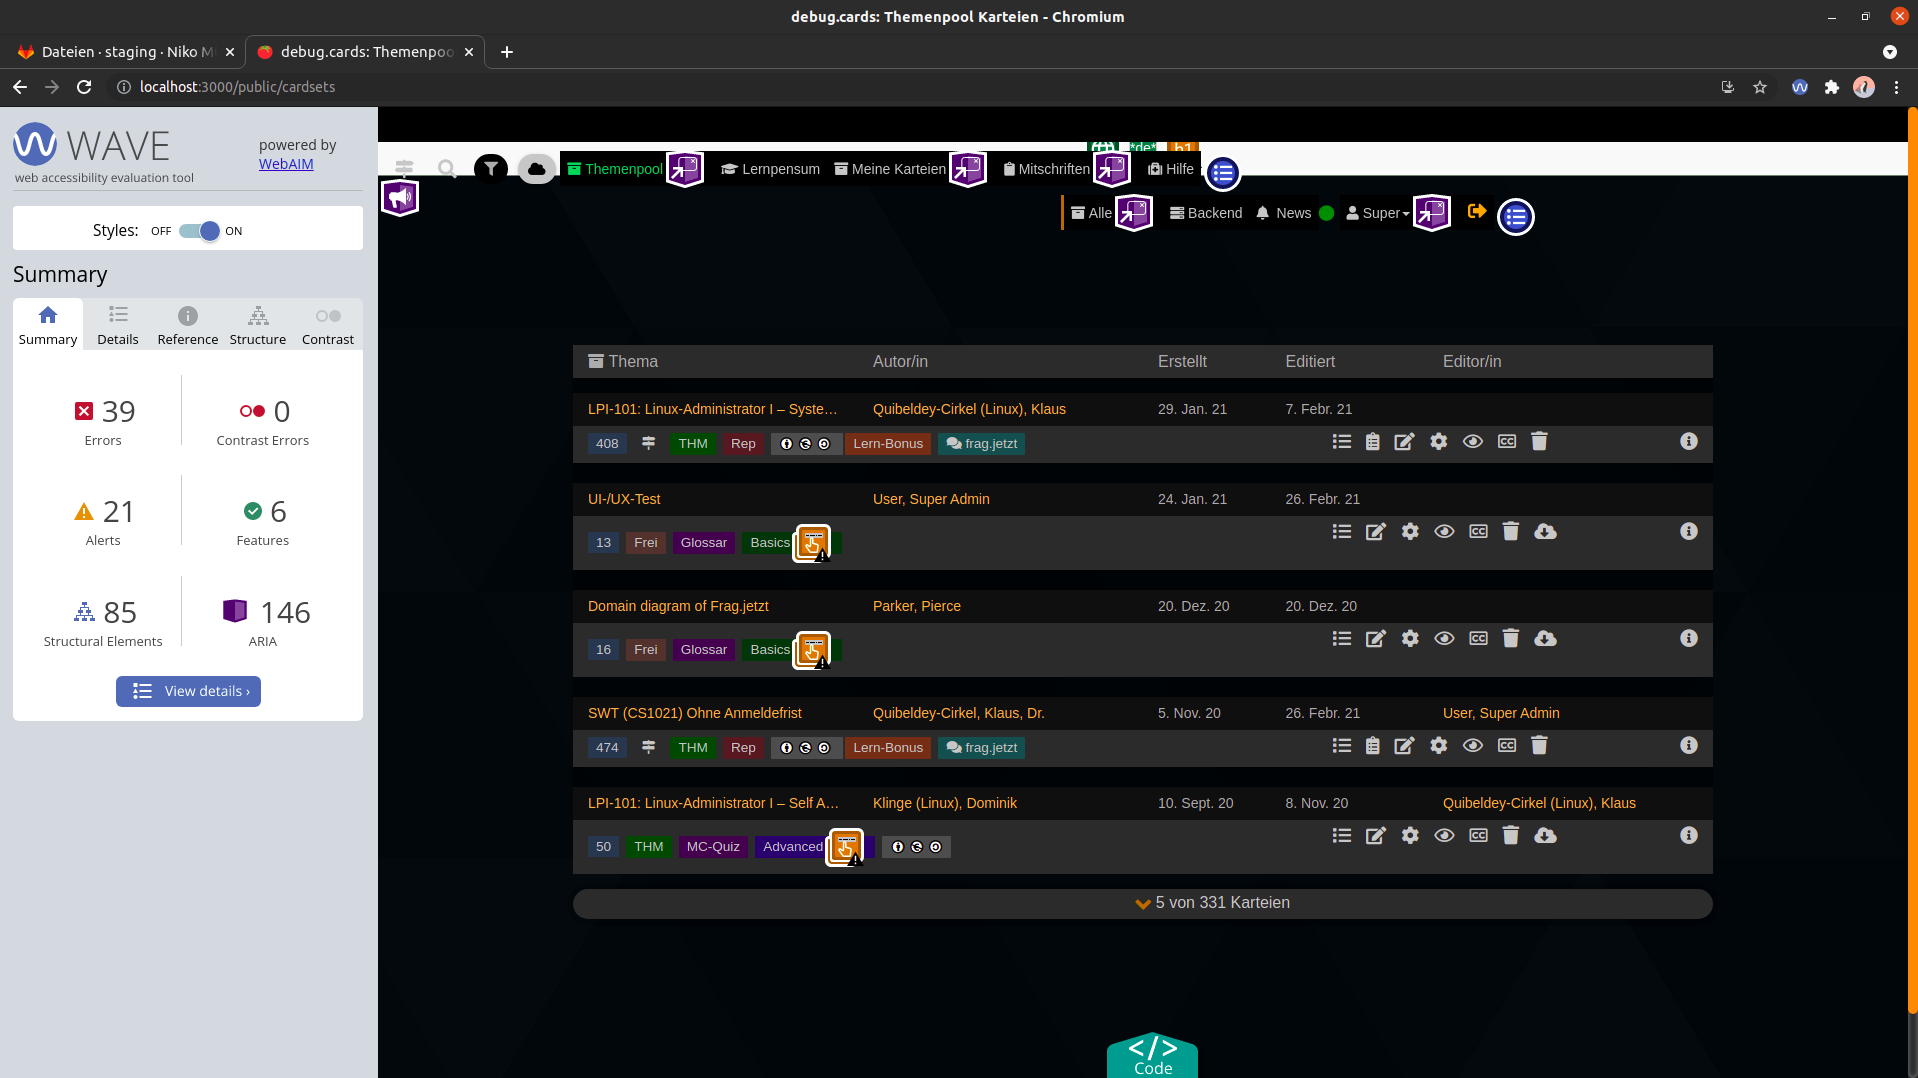 debug.cards: Themenpool Karteien - Chromium
Dateien · staging · Niko M
debug.cards: Themenpoo
localhost:3000/public/cardsets
WAVE
powered by
WebAIM
web accessibility evaluation tool
Styles: OFF ON
Summary
Summary Details Reference Structure Contrast
39 0
Errors Contrast Errors
21 6
Alerts Features
85 146
Structural Elements ARIA
View details ›
*de* h1
Themenpool Lernpensum Meine Karteien Mitschriften Hilfe
Alle Backend News Super
Thema Autor/in Erstellt Editiert Editor/in
LPI-101: Linux-Administrator I – Syste… Quibeldey-Cirkel (Linux), Klaus 29. Jan. 21 7. Febr. 21
408 THM Rep Lern-Bonus frag.jetzt CC
UI-/UX-Test User, Super Admin 24. Jan. 21 26. Febr. 21
13 Frei Glossar Basics CC
Domain diagram of Frag.jetzt Parker, Pierce 20. Dez. 20 20. Dez. 20
16 Frei Glossar Basics CC
SWT (CS1021) Ohne Anmeldefrist Quibeldey-Cirkel, Klaus, Dr. 5. Nov. 20 26. Febr. 21 User, Super Admin
474 THM Rep Lern-Bonus frag.jetzt CC
LPI-101: Linux-Administrator I – Self A… Klinge (Linux), Dominik 10. Sept. 20 8. Nov. 20 Quibeldey-Cirkel (Linux), Klaus
50 THM MC-Quiz Advanced CC
5 von 331 Karteien
</>
Code